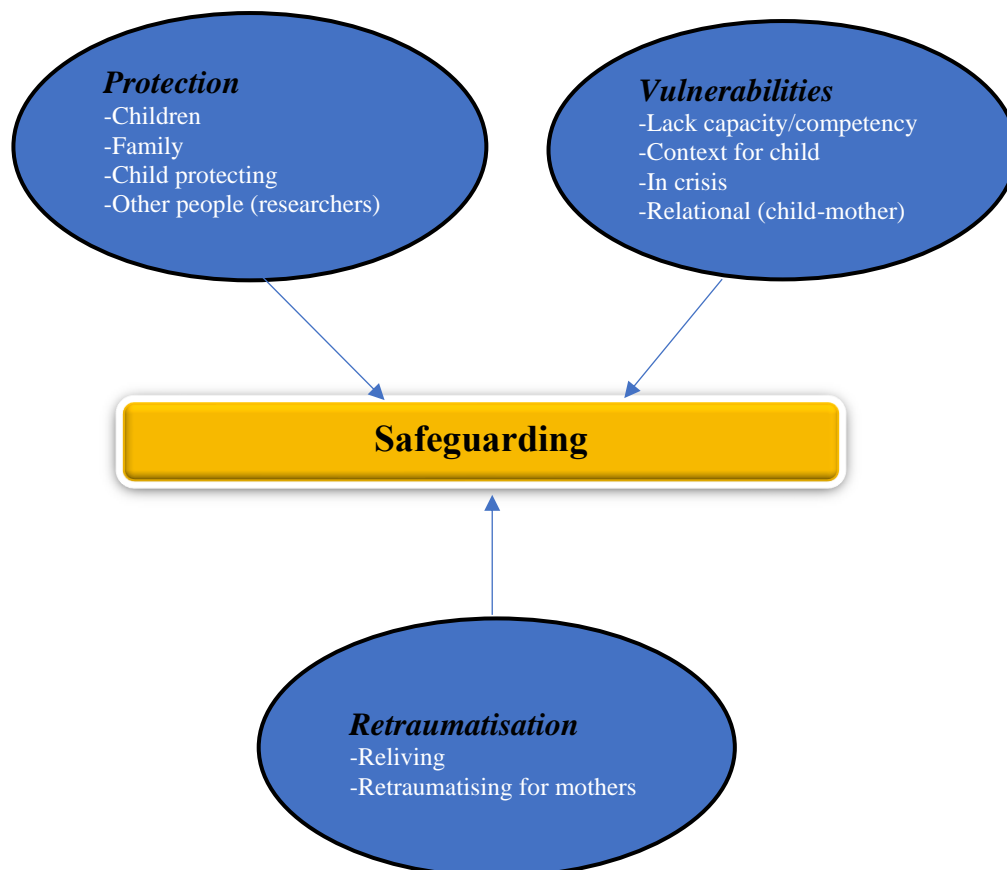 Protection
-Children
-Family
-Child protecting
-Other people (researchers)
Vulnerabilities
-Lack capacity/competency
-Context for child
-In crisis
-Relational (child-mother)
Safeguarding
Retraumatisation
-Reliving
-Retraumatising for mothers